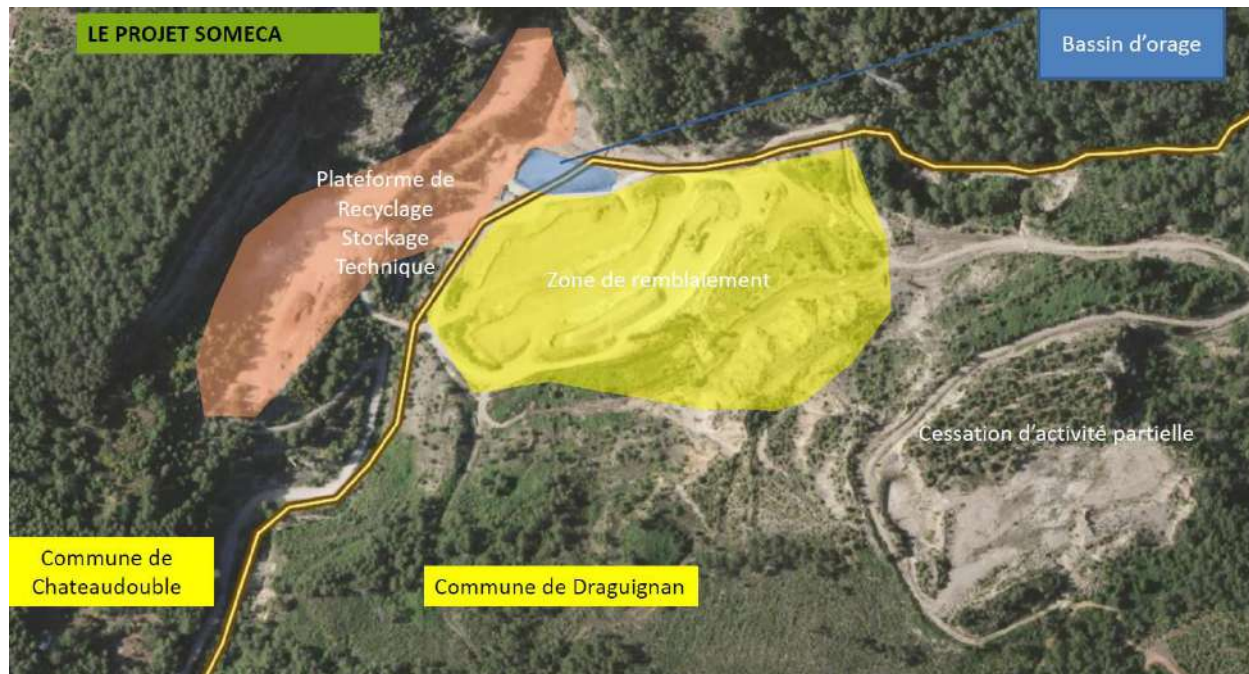 LE PROJET SOMECA
Bassin d'orage
Plateforme de
Recyclage
Stockage
Technique
Zone de remblaiement
Cessation d'activité partielle
Commune de
Chateaudouble
Commune de Draguignan